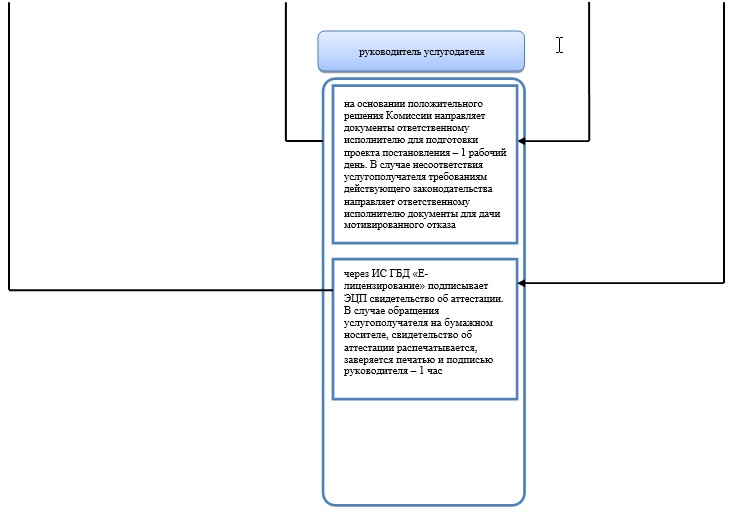 руководитель услугодателя
на основании положительного
решения Комиссии направляет
документы ответственному
исполнителю для подготовки
проекта постановления – 1 рабочий
день. В случае несоответствия
услугополучателя требованиям
действующего законодательства
направляет ответственному
исполнителю документы для дачи
мотивированного отказа
через ИС ГБД «Е-
лицензирование» подписывает
ЭЦП свидетельство об аттестации.
В случае обращения
услугополучателя на бумажном
носителе, свидетельство об
аттестации распечатывается,
заверяется печатью и подписью
руководителя – 1 час